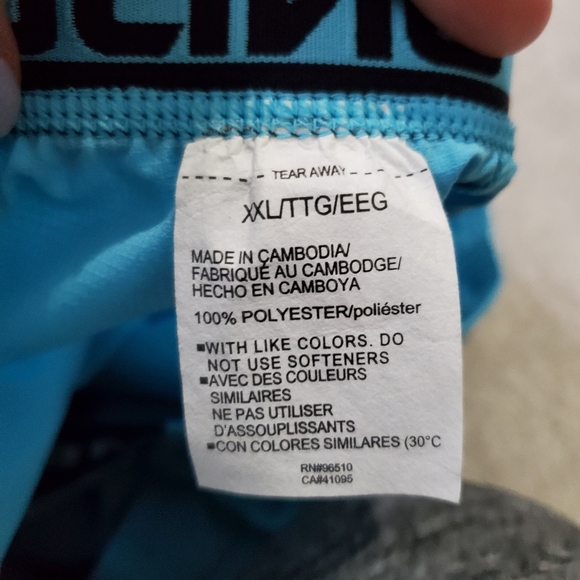 TEAR AWAY
XXL/TTG/EEG
MADE IN CAMBODIA/
FABRIQUÉ AU CAMBODGE/
HECHO EN CAMBOYA
100% POLYESTER/poliéster
■WITH LIKE COLORS. DO
NOT USE SOFTENERS
■AVEC DES COULEURS
SIMILAIRES
NE PAS UTILISER
D'ASSOUPLISSANTS
■CON COLORES SIMILARES (30°C
RN#96510
CA#41095